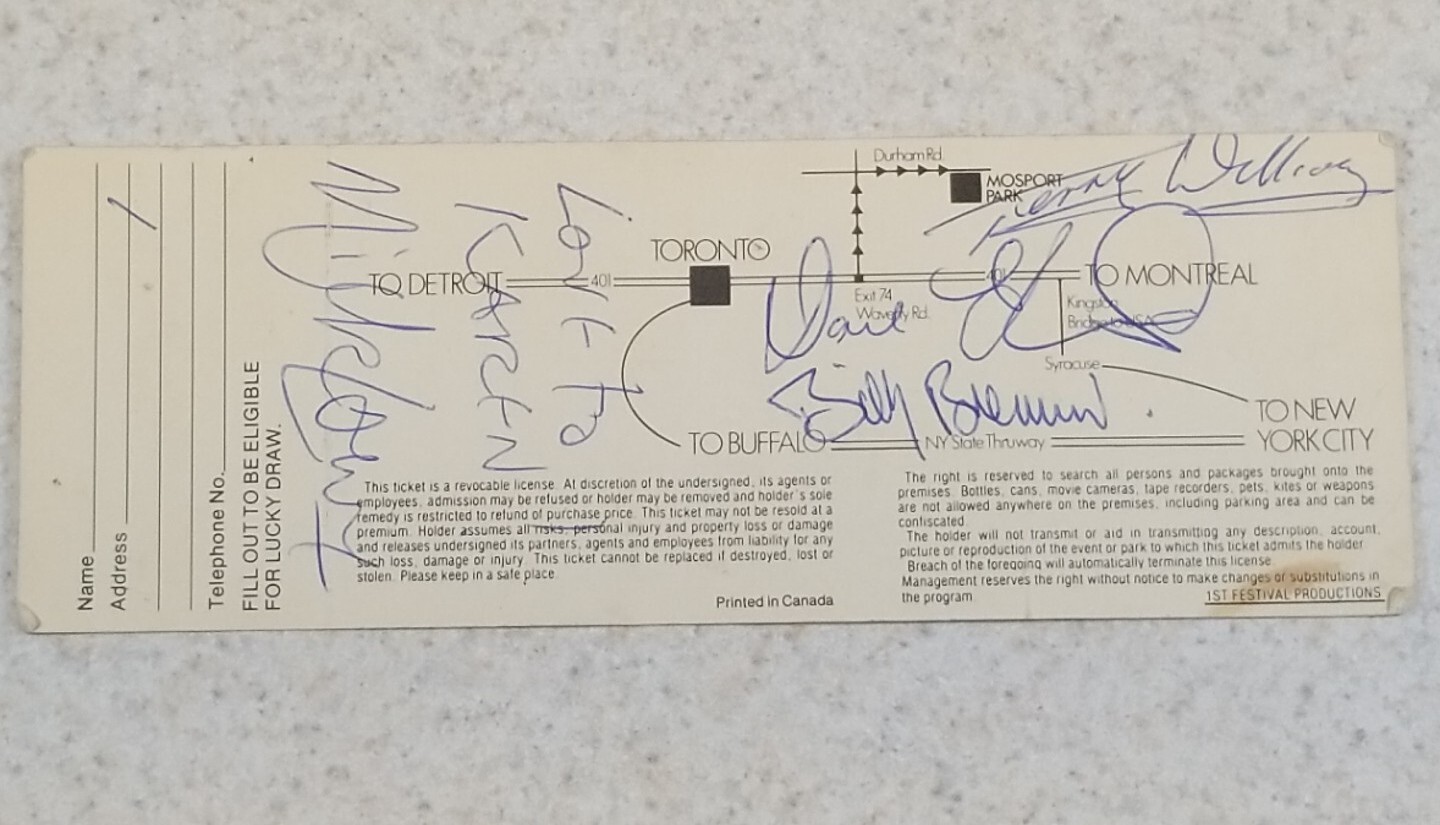 Name
Address
Telephone No.
FILL OUT TO BE ELIGIBLE
FOR LUCKY DRAW.
Love to
Karen
Durham Rd.
MOSPORT
PARK
TORONTO
TO DETROIT
401
401
TO MONTREAL
Exit 74
Waverly Rd.
Kingston
Bridge to USA
Dave
Syracuse
Billy
TO BUFFALO
NY State Thruway
TO NEW
YORK CITY
This ticket is a revocable license. At discretion of the undersigned, its agents or
employees, admission may be refused or holder may be removed and holder's sole
remedy is restricted to refund of purchase price. This ticket may not be resold at a
premium. Holder assumes all risks, personal injury and property loss or damage
and releases undersigned its partners, agents and employees from liability for any
such loss, damage or injury. This ticket cannot be replaced if destroyed, lost or
stolen. Please keep in a safe place.
Printed in Canada
The right is reserved to search all persons and packages brought onto the
premises. Bottles, cans, movie cameras, tape recorders, pets, kites or weapons
are not allowed anywhere on the premises, including parking area and can be
confiscated.
The holder will not transmit or aid in transmitting any description, account,
picture or reproduction of the event or park to which this ticket admits the holder.
Breach of the foregoing will automatically terminate this license.
Management reserves the right without notice to make changes or substitutions in
the program.
1ST FESTIVAL PRODUCTIONS